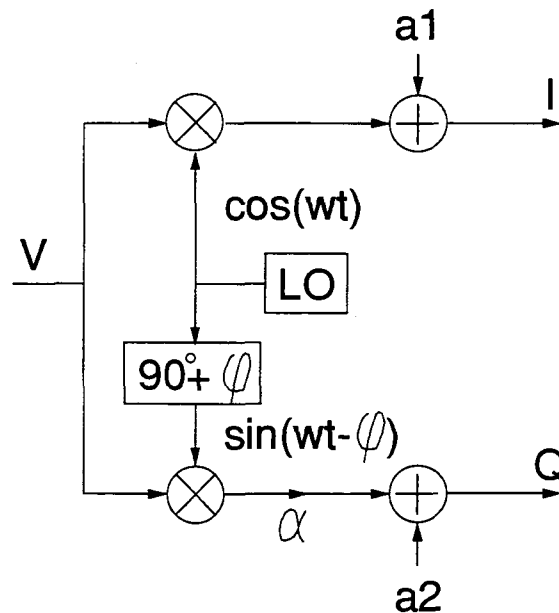 a1
I
cos(wt)
V
LO
90°+ φ
sin(wt-φ)
Q
α
a2